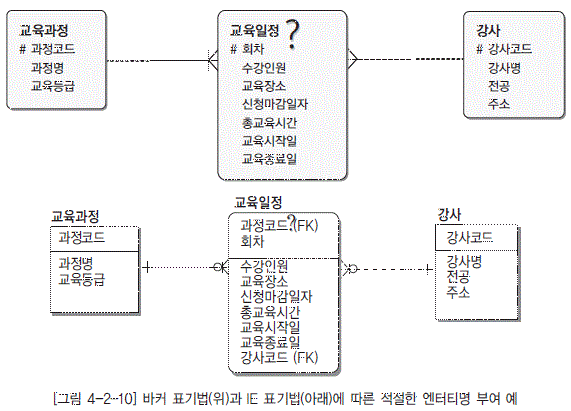 교육과정
# 과정코드
과정명
교육등급
교육일정 ?
# 회차
수강인원
교육장소
신청마감일자
총교육시간
교육시작일
교육종료일
강사
# 강사코드
강사명
전공
주소
교육과정
과정코드
과정명
교육등급
교육일정
과정코드?(FK)
회차
수강인원
교육장소
신청마감일자
총교육시간
교육시작일
교육종료일
강사코드 (FK)
강사
강사코드
강사명
전공
주소
[그림 4-2-10] 바커 표기법(위)과 IE 표기법(아래)에 따른 적절한 엔터티명 부여 예